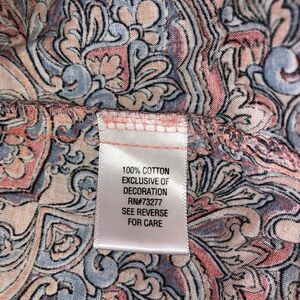 100% COTTON
EXCLUSIVE OF
DECORATION
RN#73277
SEE REVERSE
FOR CARE